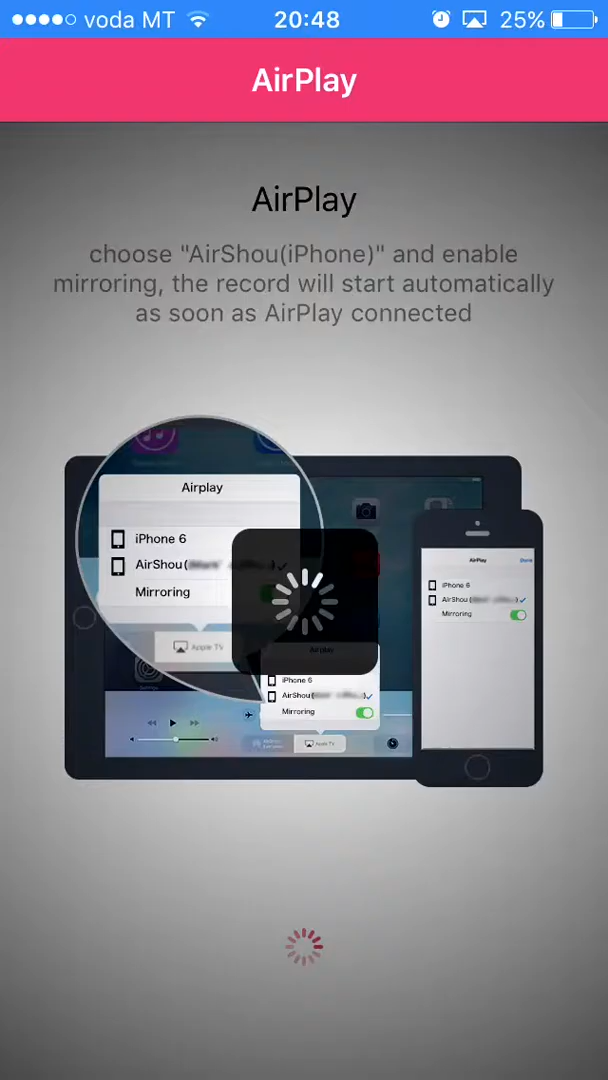 voda MT 20:48 25%
AirPlay
AirPlay
choose "AirShou(iPhone)" and enable
mirroring, the record will start automatically
as soon as AirPlay connected
Airplay
iPhone 6
AirShou(
Mirroring
Apple TV
iPhone 6
AirShou(
Mirroring
Apple TV
AirPlay Done
iPhone 6
AirShou(
Mirroring